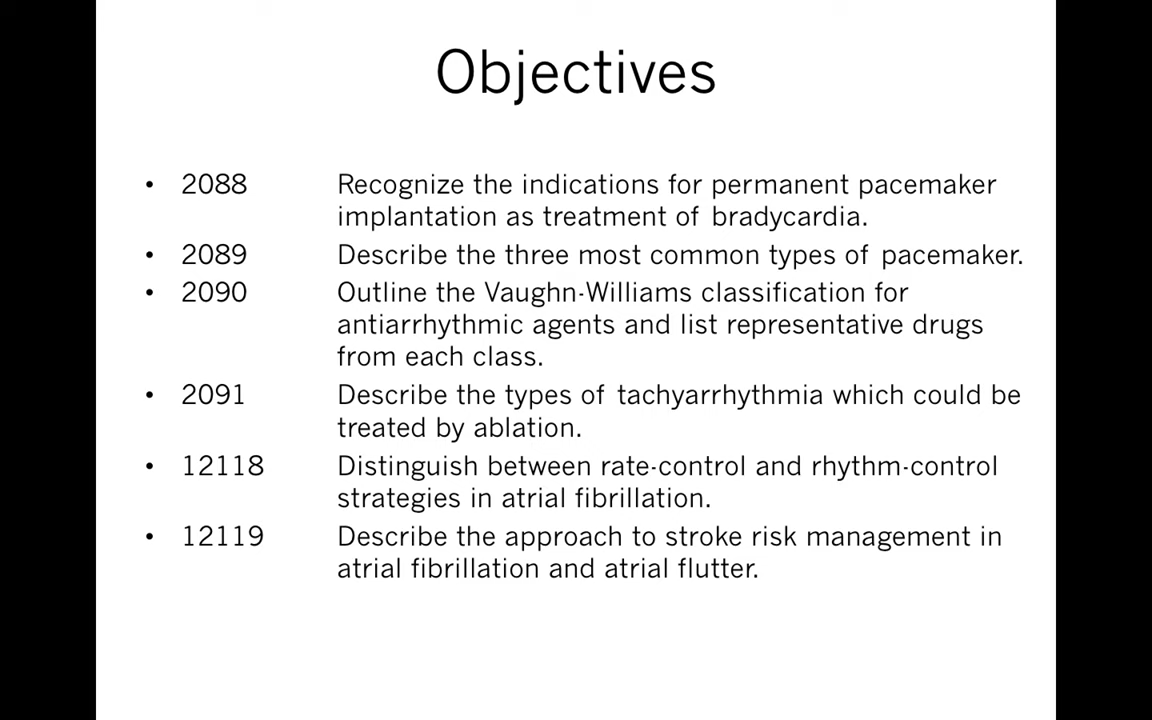 Objectives
• 2088 Recognize the indications for permanent pacemaker
implantation as treatment of bradycardia.
• 2089 Describe the three most common types of pacemaker.
• 2090 Outline the Vaughn-Williams classification for
antiarrhythmic agents and list representative drugs
from each class.
• 2091 Describe the types of tachyarrhythmia which could be
treated by ablation.
• 12118 Distinguish between rate-control and rhythm-control
strategies in atrial fibrillation.
• 12119 Describe the approach to stroke risk management in
atrial fibrillation and atrial flutter.